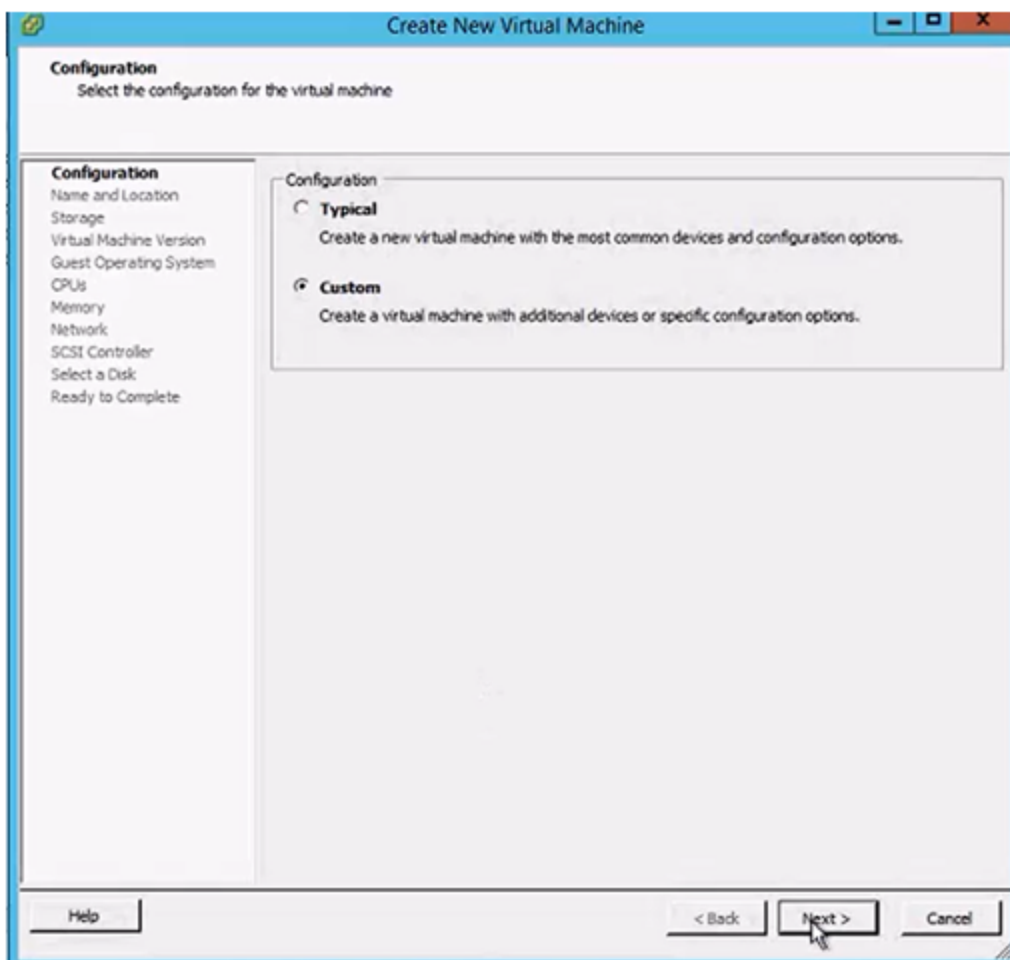 Create New Virtual Machine
Configuration
Select the configuration for the virtual machine
Configuration
Name and Location
Storage
Virtual Machine Version
Guest Operating System
CPUs
Memory
Network
SCSI Controller
Select a Disk
Ready to Complete
Configuration
Typical
Create a new virtual machine with the most common devices and configuration options.
Custom
Create a virtual machine with additional devices or specific configuration options.
Help
< Back
Next >
Cancel